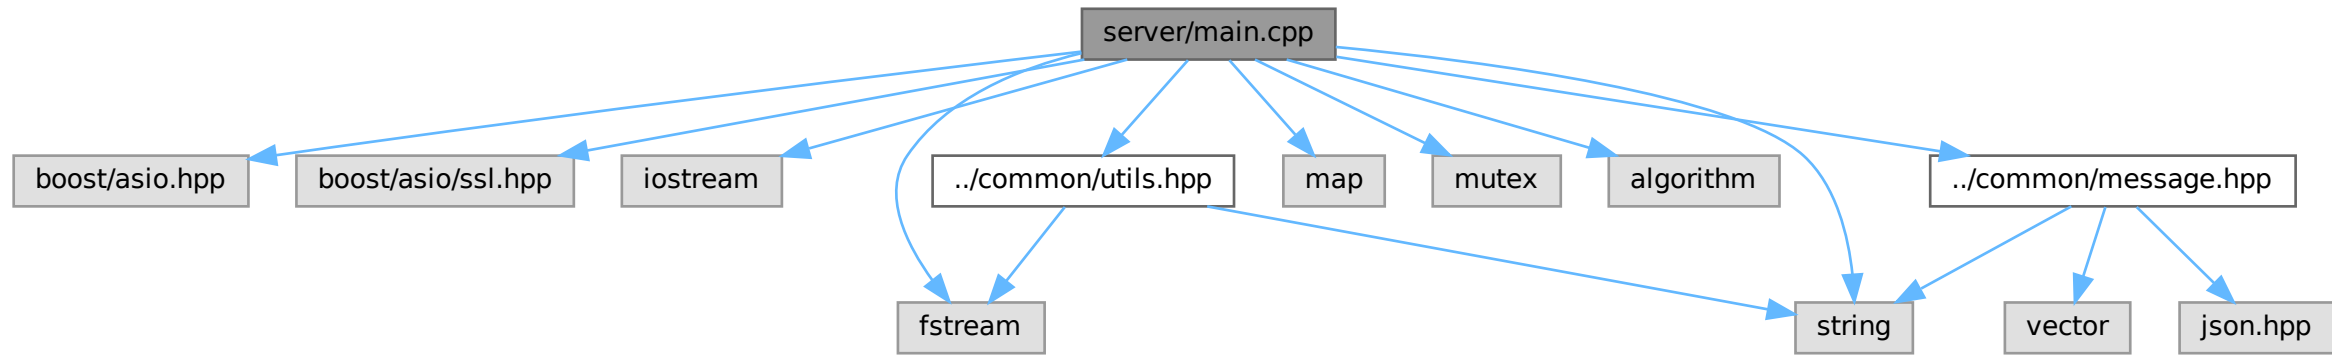 server/main.cpp
boost/asio.hpp
boost/asio/ssl.hpp
iostream
../common/utils.hpp
map
mutex
algorithm
../common/message.hpp
fstream
string
vector
json.hpp